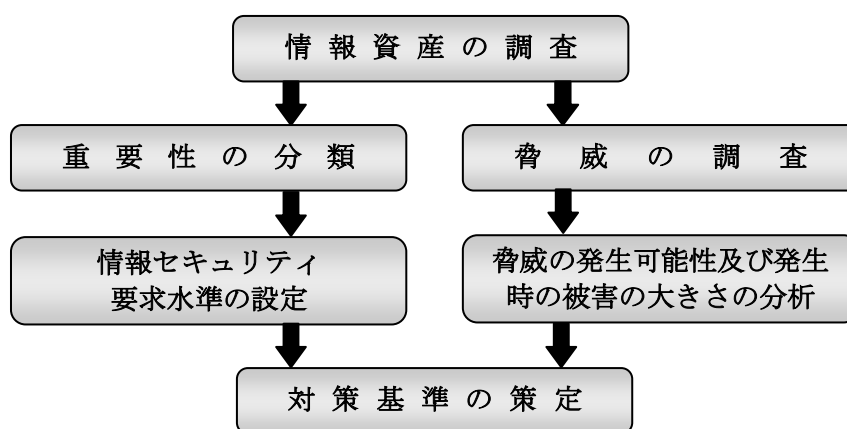 情報資産の調査
重要性の分類
脅威の調査
情報セキュリティ
要求水準の設定
脅威の発生可能性及び発生
時の被害の大きさの分析
対策基準の策定